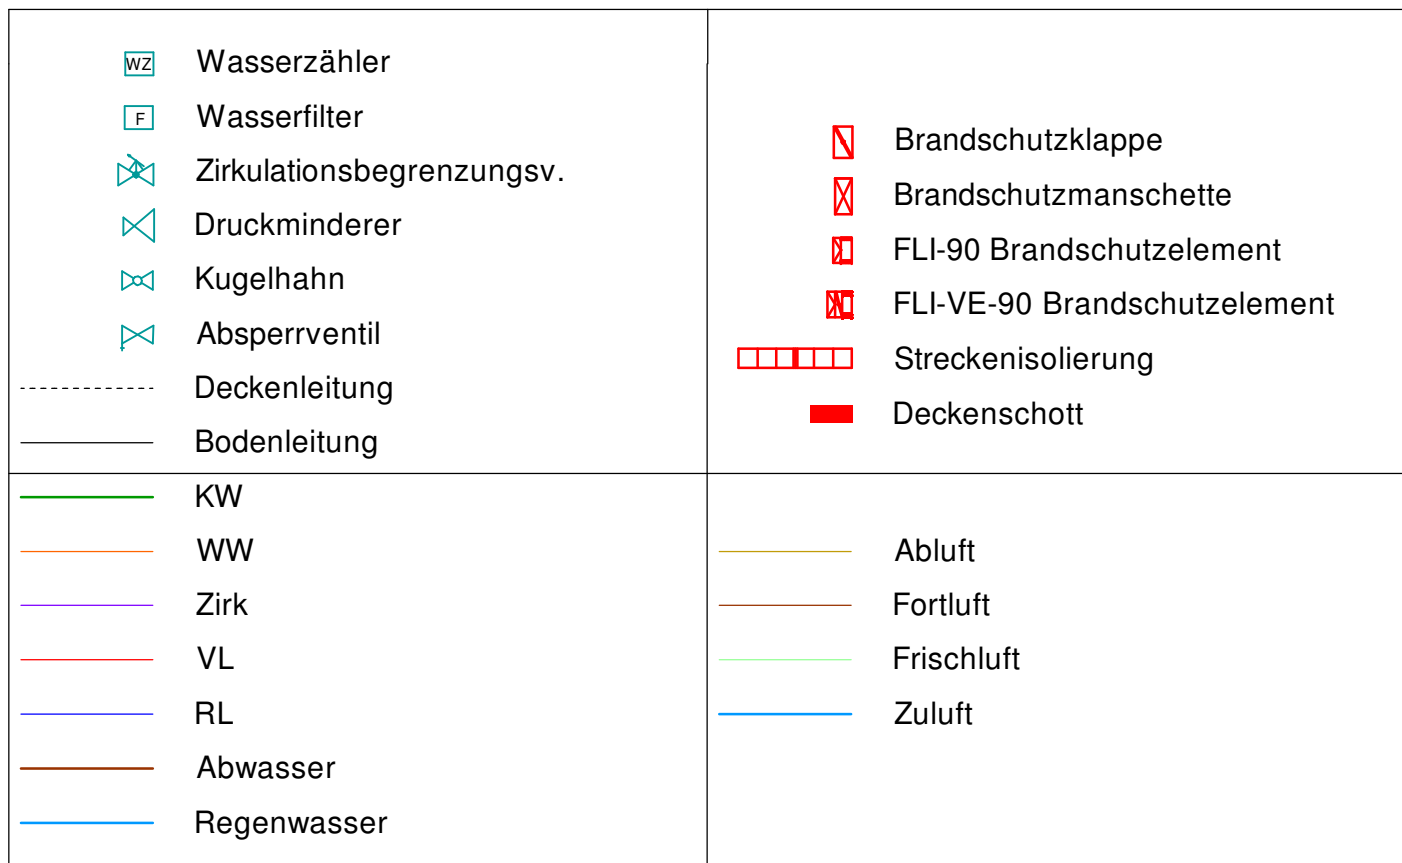 WZ Wasserzähler
F Wasserfilter
Zirkulationsbegrenzungsv.
Druckminderer
Kugelhahn
Absperrventil
Deckenleitung
Bodenleitung
Brandschutzklappe
Brandschutzmanschette
FLI-90 Brandschutzelement
FLI-VE-90 Brandschutzelement
Streckenisolierung
Deckenschott
KW
WW
Zirk
VL
RL
Abwasser
Regenwasser
Abluft
Fortluft
Frischluft
Zuluft